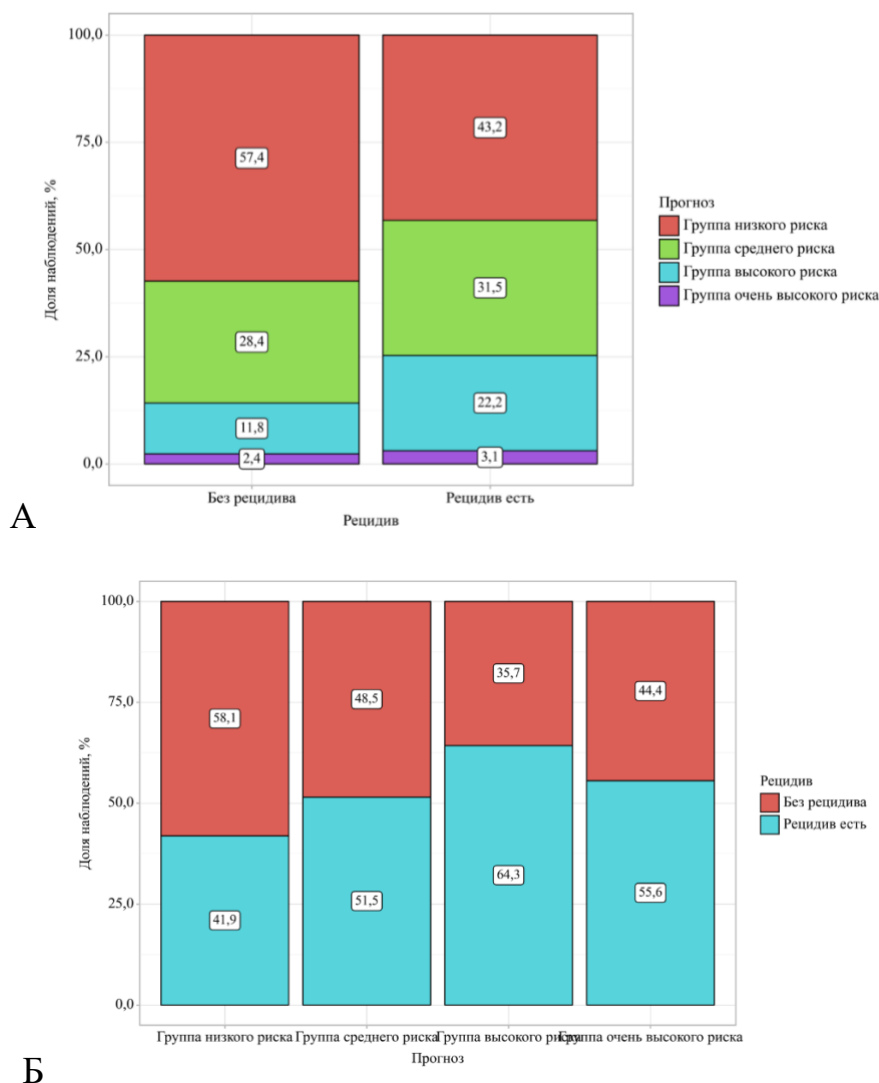 100,0
75,0
50,0
25,0
0,0
Доля наблюдений, %
57,4
28,4
11,8
2,4
43,2
31,5
22,2
3,1
Без рецидива
Рецидив есть
Рецидив
Прогноз
Группа низкого риска
Группа среднего риска
Группа высокого риска
Группа очень высокого риска
А
100,0
75,0
50,0
25,0
0,0
Доля наблюдений, %
58,1
41,9
48,5
51,5
35,7
64,3
44,4
55,6
Группа низкого риска
Группа среднего риска
Группа высокого риска
Группа очень высокого риска
Прогноз
Рецидив
Без рецидива
Рецидив есть
Б